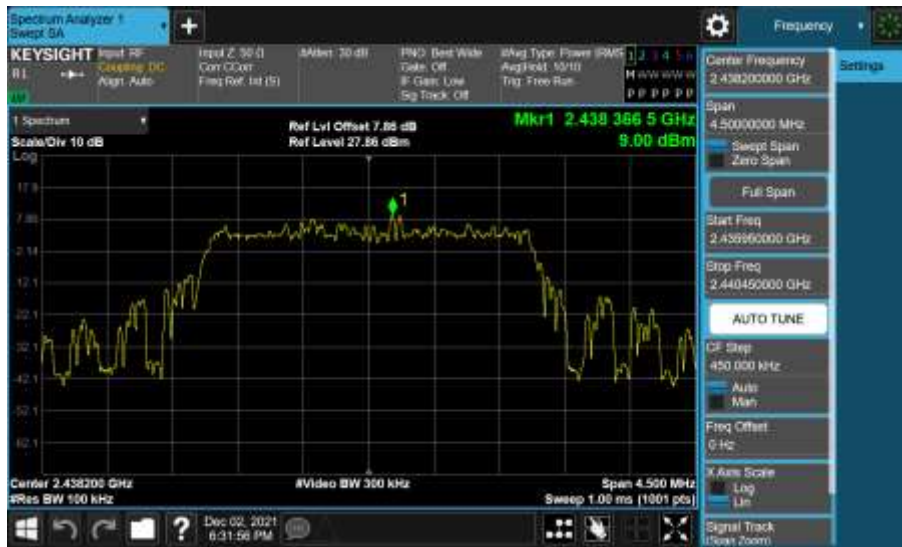 Spectrum Analyzer 1
Swept SA
Frequency
KEYSIGHT
Input: RF
Coupling: DC
Align: Auto
Input Z: 50 Ω
Corr CCorr
Freq Ref: Int (S)
#Atten: 30 dB
PNO: Best Wide
Gate: Off
IF Gain: Low
Sig Track: Off
#Avg Type: Power (RMS)
Avg|Hold: 10/10
Trig: Free Run
1 2 3 4 5 6
M W W W W W
P P P P P P
Center Frequency
2.438200000 GHz
Settings
Span
4.50000000 MHz
Swept Span
Zero Span
Full Span
Start Freq
Stop Freq
2.440450000 GHz
AUTO TUNE
CF Step
450.000 kHz
Auto
Man
Freq Offset
0 Hz
X Axis Scale
Log
Lin
Signal Track
(Span Zoom)
1 Spectrum
Scale/Div 10 dB
Log
Ref Lvl Offset 7.86 dB
Ref Level 27.86 dBm
Mkr1 2.438 366 5 GHz
9.00 dBm
1
17.9
7.86
-2.14
-12.1
-22.1
-32.1
-42.1
-52.1
-62.1
Center 2.438200 GHz
#Res BW 100 kHz
#Video BW 300 kHz
Span 4.500 MHz
Sweep 1.00 ms (1001 pts)
?
Dec 02, 2021
6:31:56 PM